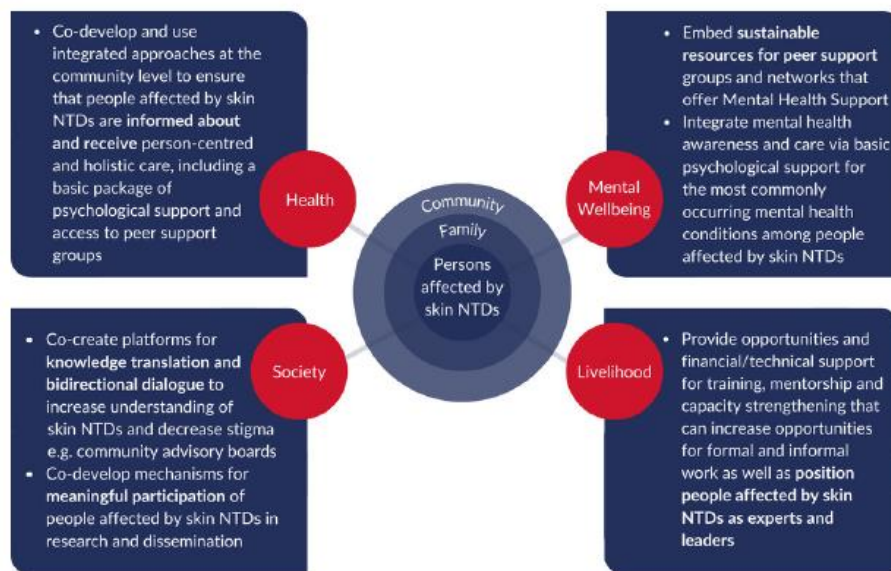 • Co-develop and use
integrated approaches at the
community level to ensure
that people affected by skin
NTDs are informed about
and receive person-centred
and holistic care, including a
basic package of
psychological support and
access to peer support
groups
Health
• Embed sustainable
resources for peer support
groups and networks that
offer Mental Health Support
• Integrate mental health
awareness and care via basic
psychological support for
the most commonly
occurring mental health
conditions among people
affected by skin NTDs
Mental
Wellbeing
Community
Family
Persons
affected by
skin NTDs
• Co-create platforms for
knowledge translation and
bidirectional dialogue to
increase understanding of
skin NTDs and decrease stigma
e.g. community advisory boards
• Co-develop mechanisms for
meaningful participation of
people affected by skin NTDs in
research and dissemination
Society
Livelihood
• Provide opportunities and
financial/technical support
for training, mentorship and
capacity strengthening that
can increase opportunities
for formal and informal
work as well as position
people affected by skin
NTDs as experts and
leaders